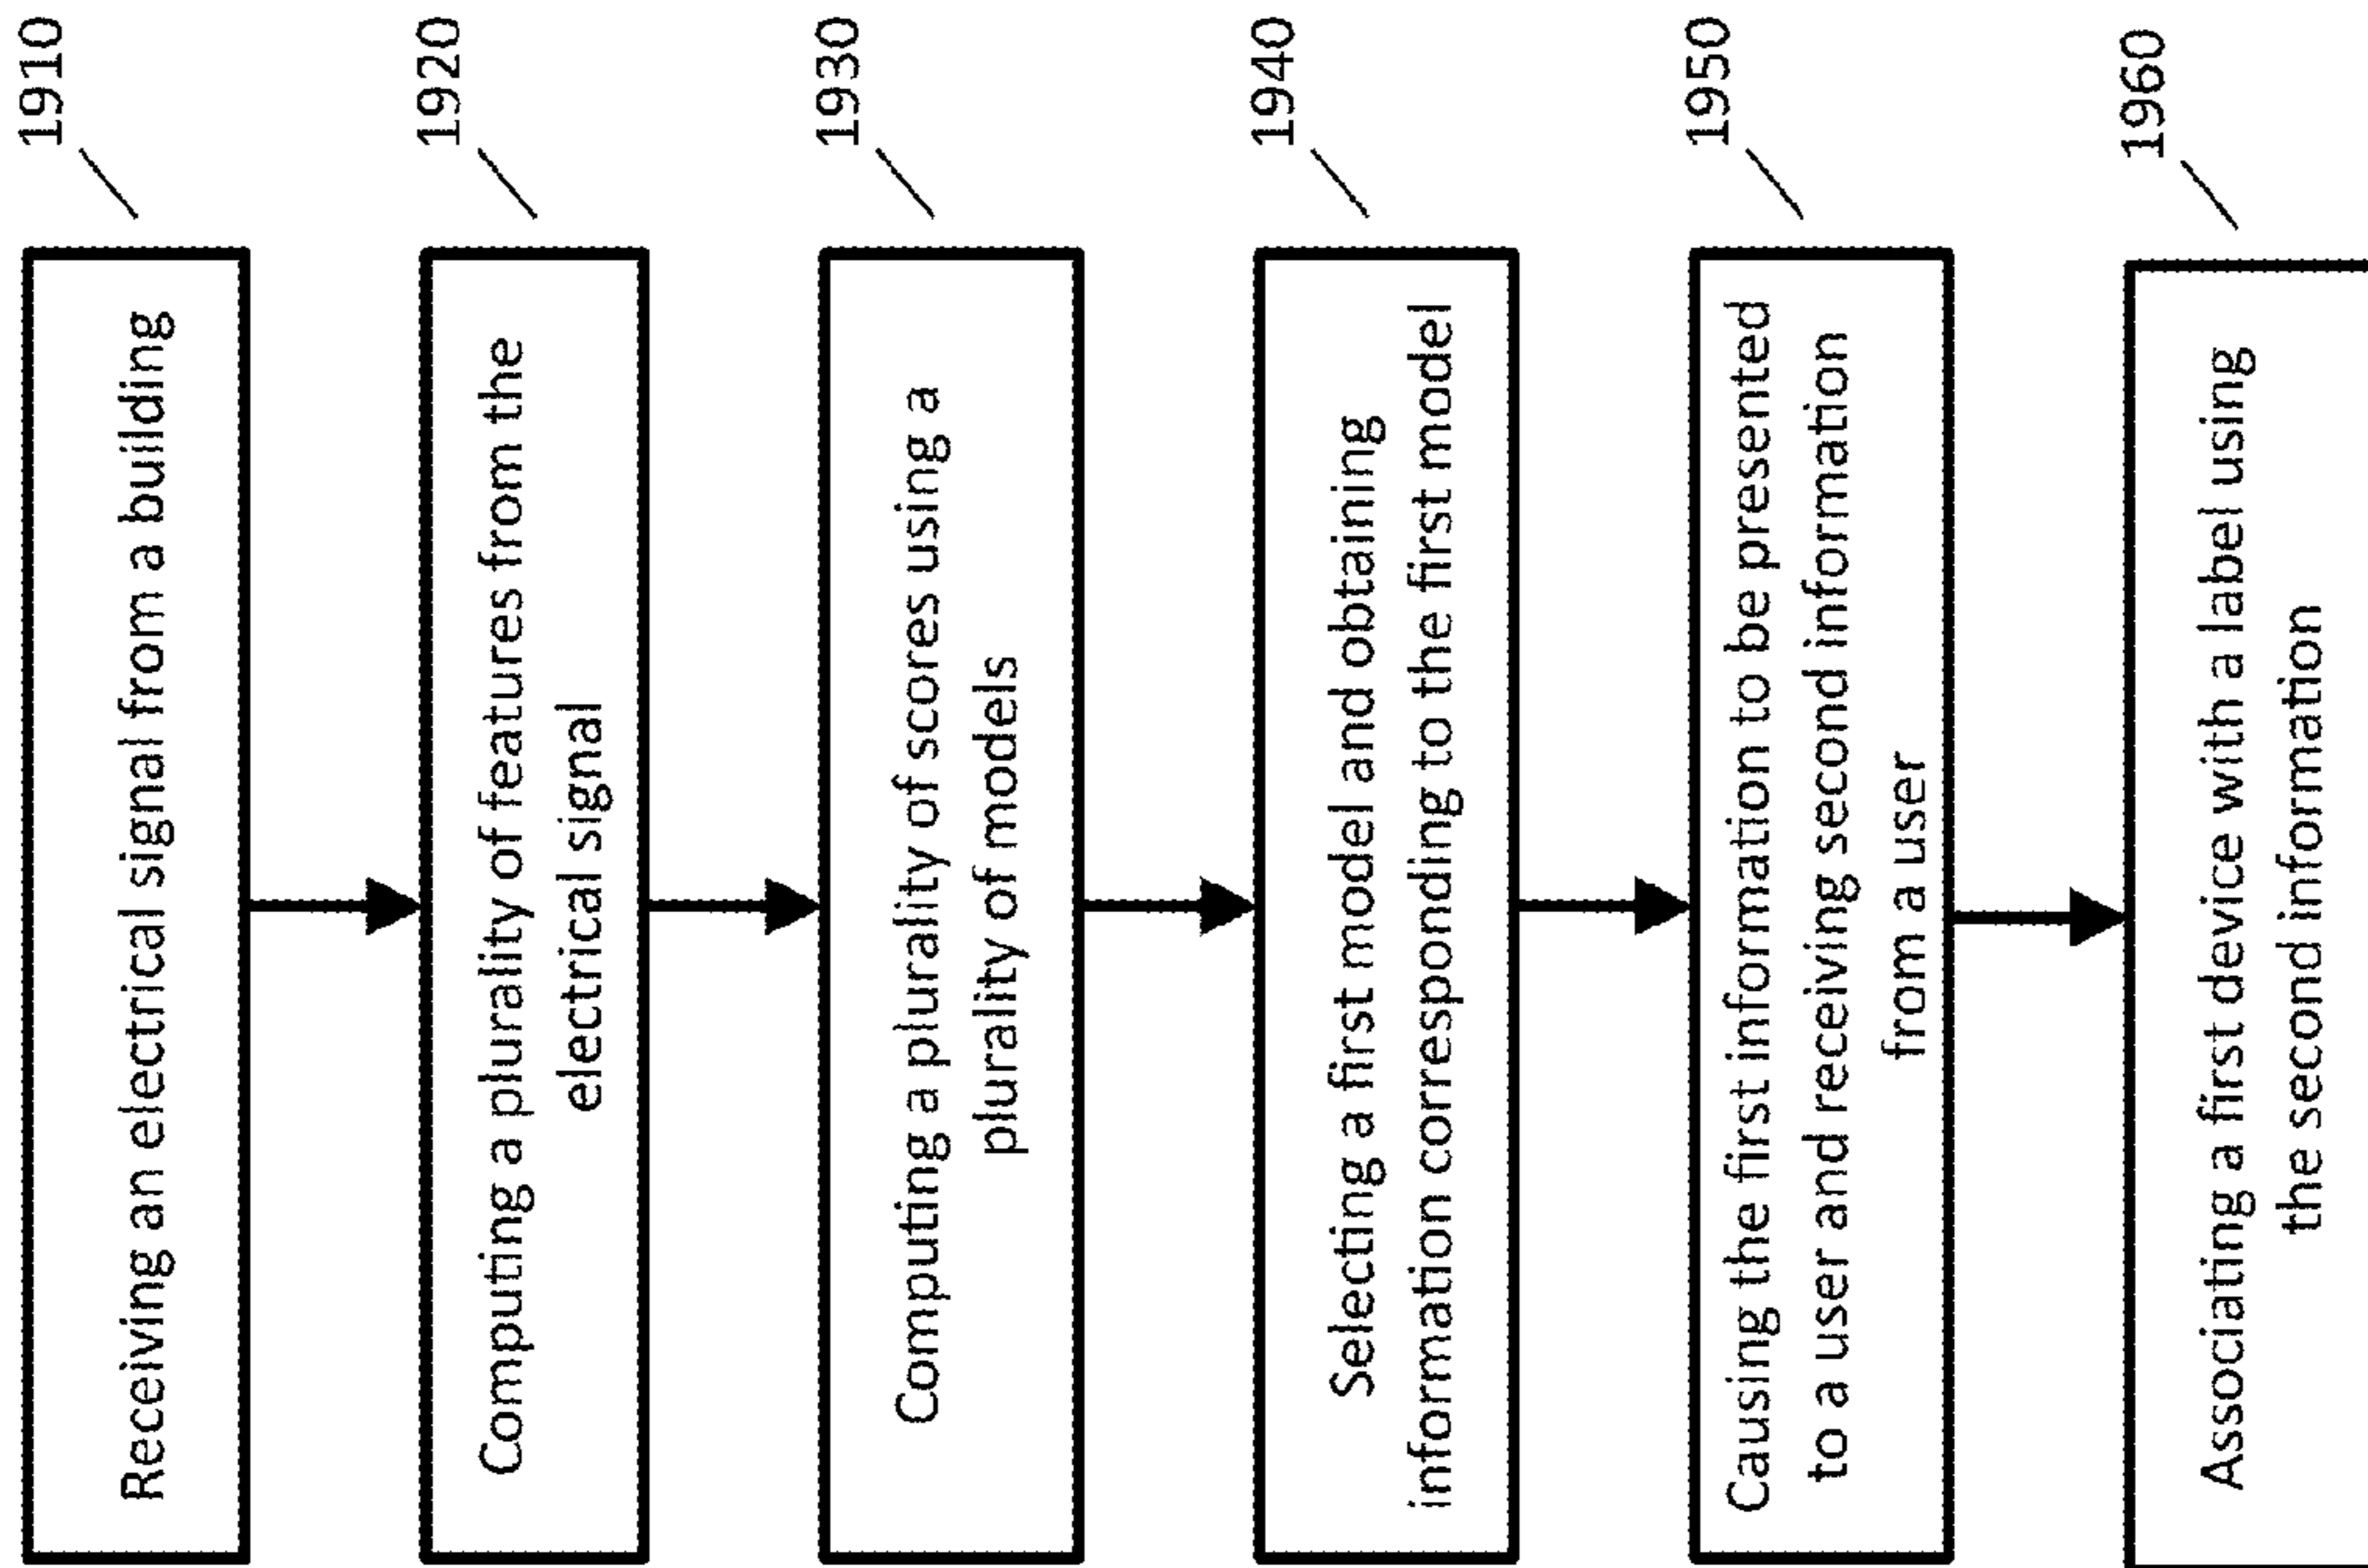 Receiving an electrical signal from a building
1910
Computing a plurality of features from the
electrical signal
1920
Computing a plurality of scores using a
plurality of models
1930
Selecting a first model and obtaining
information corresponding to the first model
1940
Causing the first information to be presented
to a user and receiving second information
from a user
1950
Associating a first device with a label using
the second information
1960